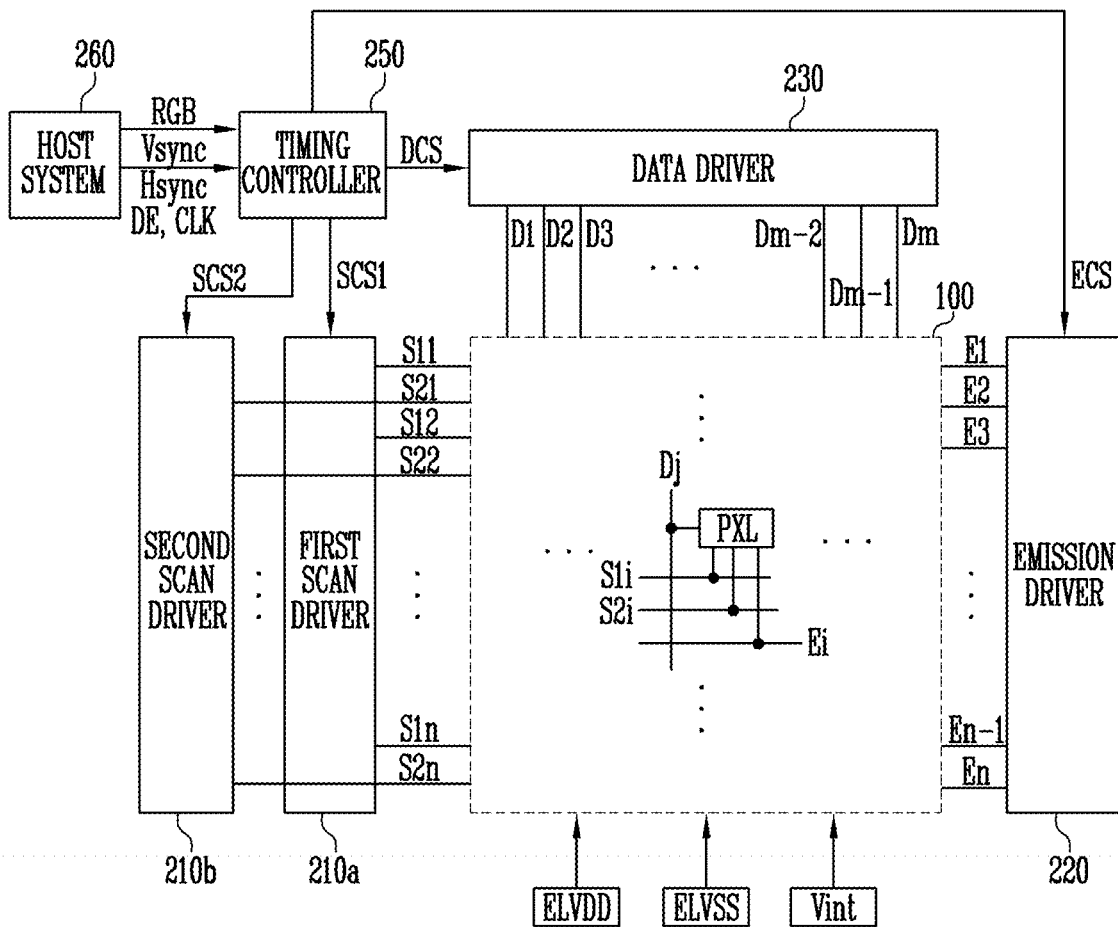 260
250
230
HOST
SYSTEM
RGB
Vsync
Hsync
DE, CLK
TIMING
CONTROLLER
DCS
DATA DRIVER
D1
D2
D3
. . .
Dm-2
Dm-1
Dm
SCS2
SCS1
ECS
100
S11
S21
S12
S22
E1
E2
E3
Dj
PXL
S1i
S2i
Ei
. . .
. . .
SECOND
SCAN
DRIVER
FIRST
SCAN
DRIVER
EMISSION
DRIVER
S1n
S2n
En-1
En
210b
210a
220
ELVDD
ELVSS
Vint